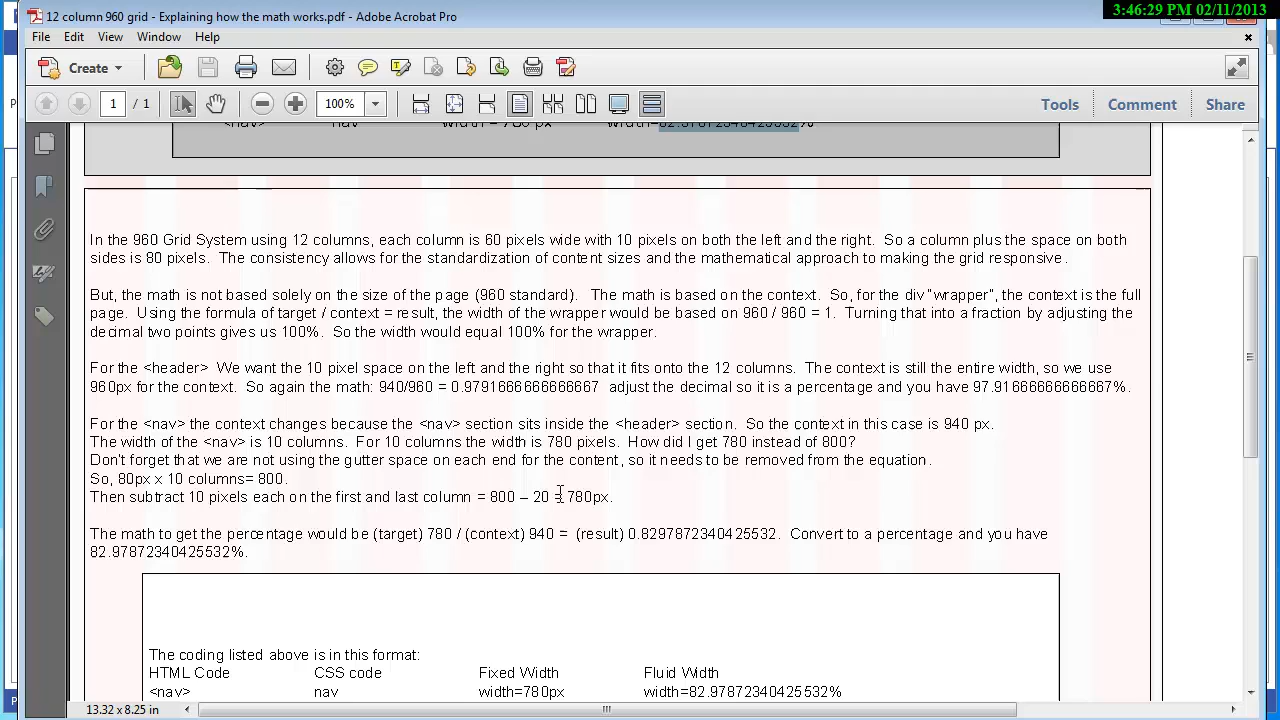 3:46:29 PM 02/11/2013
12 column 960 grid - Explaining how the math works.pdf - Adobe Acrobat Pro
File Edit View Window Help
Create
1 / 1 100% Tools Comment Share
<nav> nav width = 780 px width=82.97872340425532%
In the 960 Grid System using 12 columns, each column is 60 pixels wide with 10 pixels on both the left and the right. So a column plus the space on both
sides is 80 pixels. The consistency allows for the standardization of content sizes and the mathematical approach to making the grid responsive.
But, the math is not based solely on the size of the page (960 standard). The math is based on the context. So, for the div "wrapper", the context is the full
page. Using the formula of target / context = result, the width of the wrapper would be based on 960 / 960 = 1. Turning that into a fraction by adjusting the
decimal two points gives us 100%. So the width would equal 100% for the wrapper.
For the <header> We want the 10 pixel space on the left and the right so that it fits onto the 12 columns. The context is still the entire width, so we use
960px for the context. So again the math: 940/960 = 0.9791666666666667 adjust the decimal so it is a percentage and you have 97.91666666666667%.
For the <nav> the context changes because the <nav> section sits inside the <header> section. So the context in this case is 940 px.
The width of the <nav> is 10 columns. For 10 columns the width is 780 pixels. How did I get 780 instead of 800?
Don't forget that we are not using the gutter space on each end for the content, so it needs to be removed from the equation.
So, 80px x 10 columns= 800.
Then subtract 10 pixels each on the first and last column = 800 – 20 = 780px.
The math to get the percentage would be (target) 780 / (context) 940 = (result) 0.8297872340425532. Convert to a percentage and you have
82.97872340425532%.
The coding listed above is in this format:
HTML Code CSS code Fixed Width Fluid Width
<nav> nav width=780px width=82.97872340425532%
13.32 x 8.25 in